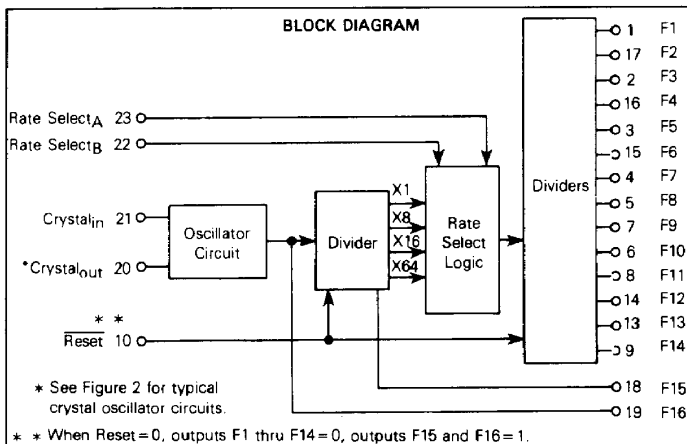 BLOCK DIAGRAM
1 F1
17 F2
2 F3
16 F4
3 F5
15 F6
4 F7
5 F8
7 F9
6 F10
8 F11
14 F12
13 F13
9 F14
18 F15
19 F16
Rate SelectA 23
Rate SelectB 22
Crystalin 21
*Crystalout 20
* *
Reset 10
Oscillator
Circuit
Divider
X1
X8
X16
X64
Rate
Select
Logic
Dividers
* See Figure 2 for typical
crystal oscillator circuits.
* * When Reset=0, outputs F1 thru F14=0, outputs F15 and F16=1.